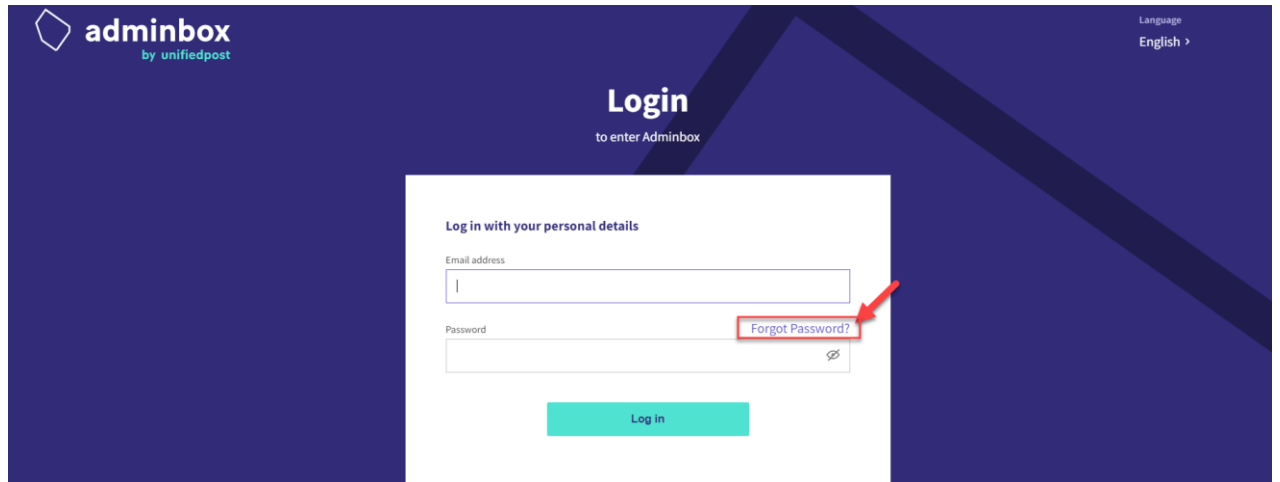 adminbox
by unifiedpost
Language
English >
Login
to enter Adminbox
Log in with your personal details
Email address
Password
Forgot Password?
Log in